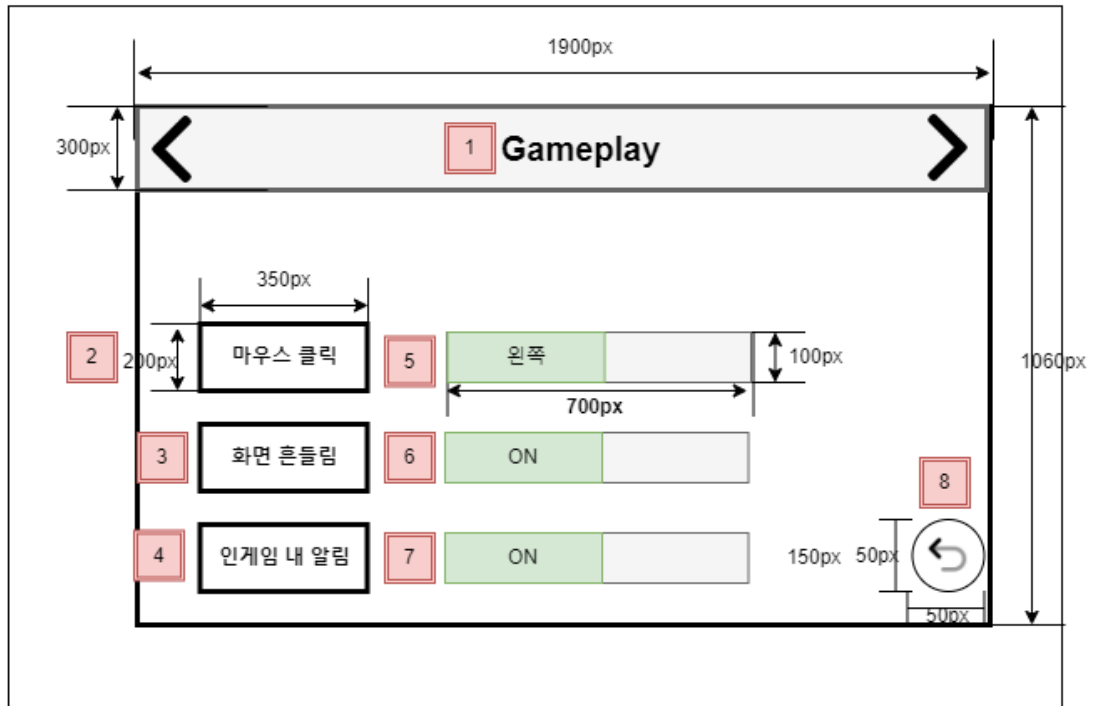 1900px
300px
1 Gameplay
350px
2
200px
마우스 클릭
5
왼쪽
100px
1060px
700px
3
화면 흔들림
6
ON
8
4
인게임 내 알림
7
ON
150px
50px
50px